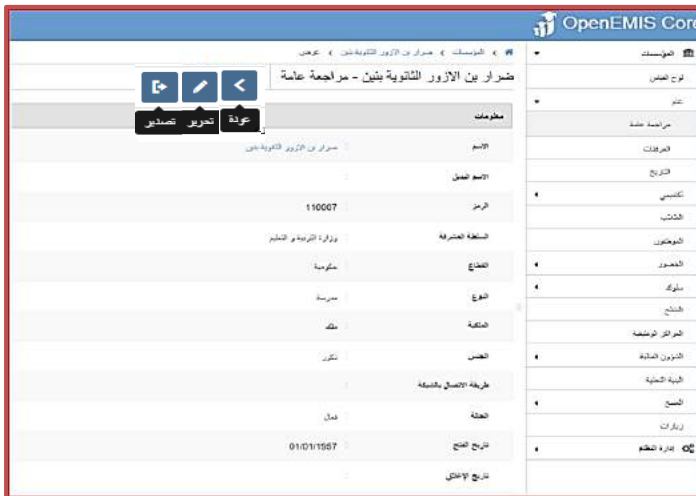 OpenEMIS Core
المؤسسات
لوح القياس
عام
مراجعة عامة
المرفقات
التاريخ
أكاديمي
الطلاب
الموظفون
الحضور
سلوك
النتائج
المراكز الوظيفية
الشؤون المالية
البنية التحتية
المسح
زيارات
إدارة النظام
المؤسسات > ضرار بن الازور الثانوية بنين > عرض
ضرار بن الازور الثانوية بنين - مراجعة عامة
عودة تحرير تصدير
معلومات
الاسم : ضرار بن الازور الثانوية بنين
الاسم البديل :
الرمز : 110007
السلطة المشرفة : وزارة التربية و التعليم
القطاع : حكومية
النوع : مدرسة
الملكية : ملك
الجنس : ذكور
طريقة الاتصال بالشبكة :
الحالة : فعال
تاريخ الفتح : 01/01/1957
تاريخ الإغلاق :